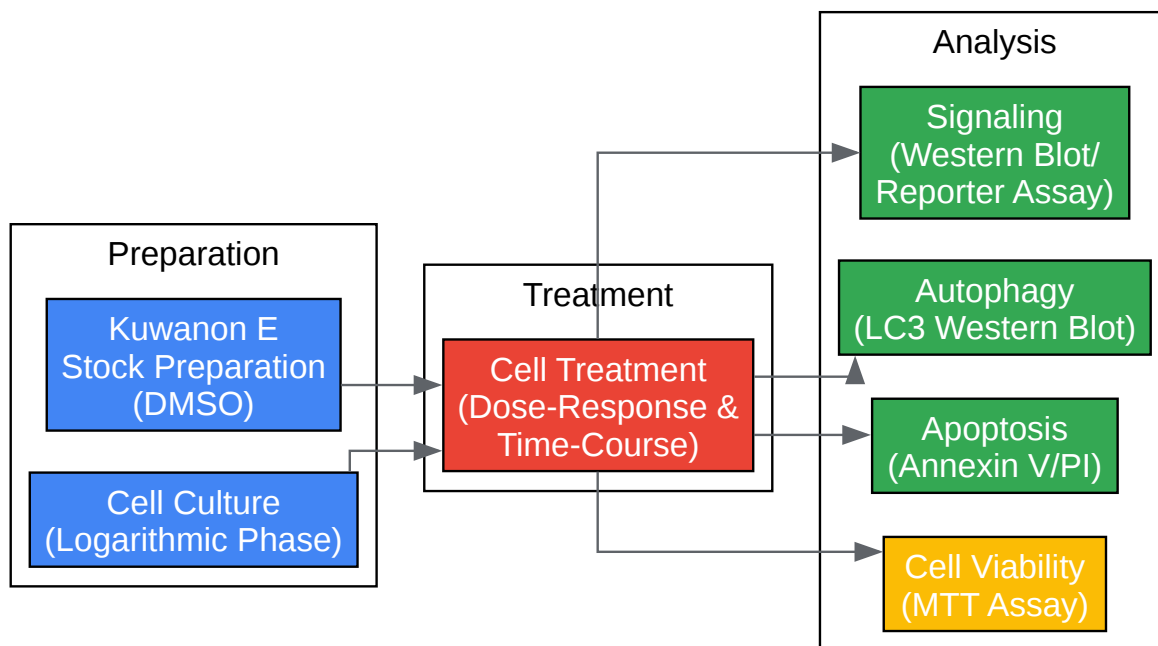 Preparation
Kuwanon E
Stock Preparation
(DMSO)
Cell Culture
(Logarithmic Phase)
Treatment
Cell Treatment
(Dose-Response &
Time-Course)
Analysis
Signaling
(Western Blot/
Reporter Assay)
Autophagy
(LC3 Western Blot)
Apoptosis
(Annexin V/PI)
Cell Viability
(MTT Assay)